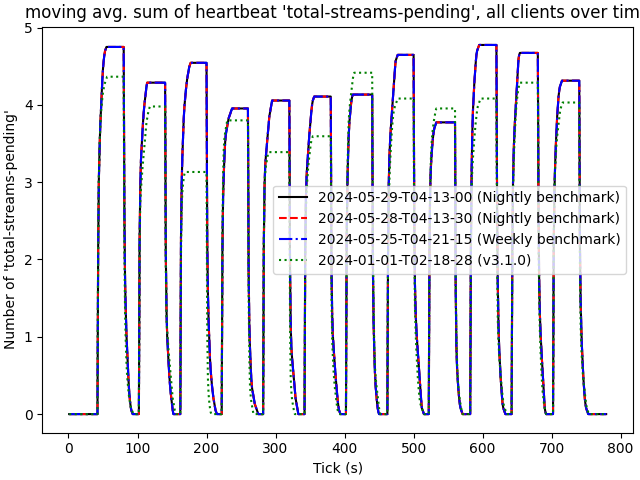 moving avg. sum of heartbeat 'total-streams-pending', all clients over tim
Number of 'total-streams-pending'
5
4
3
2
1
0
2024-05-29-T04-13-00 (Nightly benchmark)
2024-05-28-T04-13-30 (Nightly benchmark)
2024-05-25-T04-21-15 (Weekly benchmark)
2024-01-01-T02-18-28 (v3.1.0)
0 100 200 300 400 500 600 700 800
Tick (s)